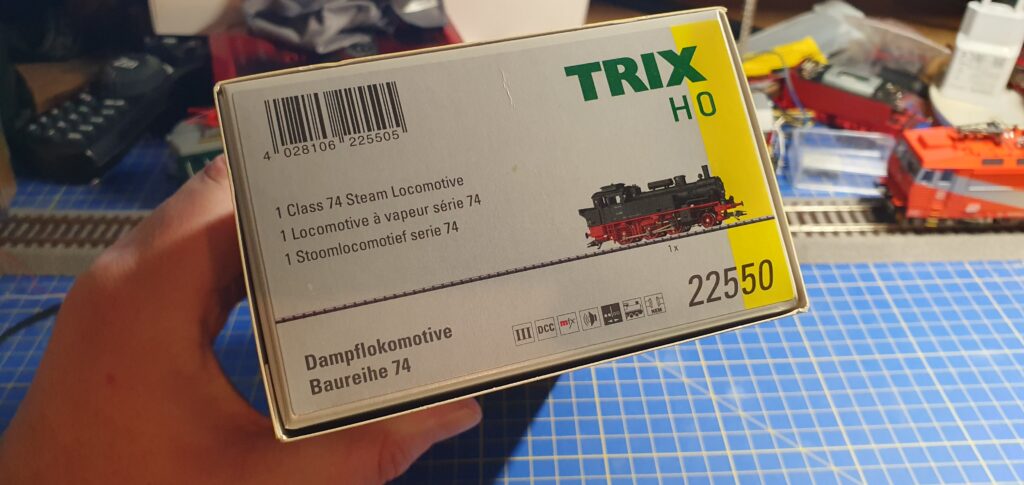 4 028106 225505
TRIX
H0
1 Class 74 Steam Locomotive
1 Locomotive à vapeur série 74
1 Stoomlocomotief serie 74
1x
22550
III DCC mfx
Dampflokomotive
Baureihe 74